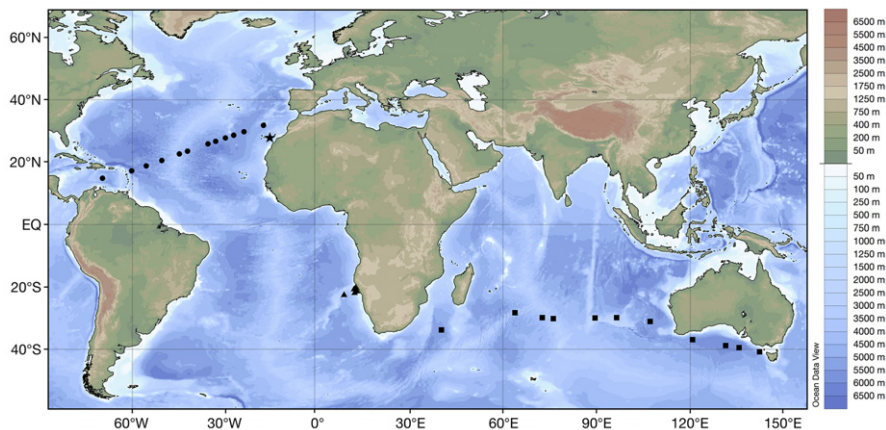 60°N
40°N
20°N
EQ
20°S
40°S
60°W
30°W
0°
30°E
60°E
90°E
120°E
150°E
Ocean Data View
6500 m
5500 m
4500 m
3500 m
2500 m
1750 m
1250 m
750 m
400 m
200 m
50 m
50 m
100 m
250 m
500 m
750 m
1000 m
1250 m
1500 m
2000 m
2500 m
3000 m
3500 m
4000 m
4500 m
5000 m
5500 m
6000 m
6500 m